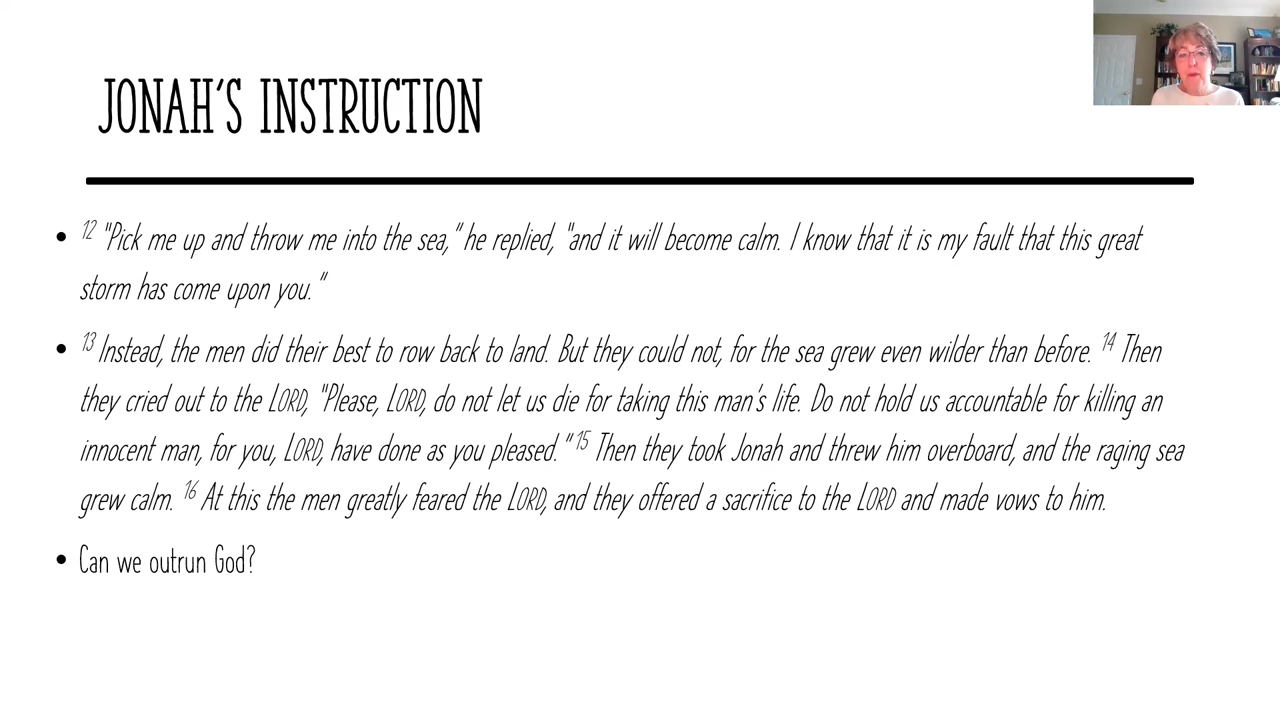 JONAH'S INSTRUCTION
• 12 "Pick me up and throw me into the sea," he replied, "and it will become calm. I know that it is my fault that this great
storm has come upon you."
• 13 Instead, the men did their best to row back to land. But they could not, for the sea grew even wilder than before. 14 Then
they cried out to the LORD, "Please, LORD, do not let us die for taking this man's life. Do not hold us accountable for killing an
innocent man, for you, LORD, have done as you pleased." 15 Then they took Jonah and threw him overboard, and the raging sea
grew calm. 16 At this the men greatly feared the LORD, and they offered a sacrifice to the LORD and made vows to him.
• Can we outrun God?